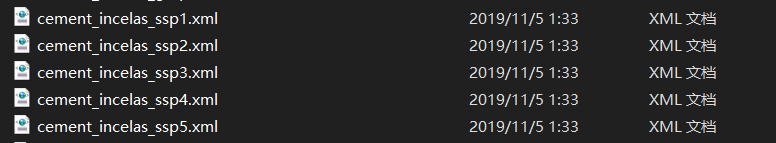 cement_incelas_ssp1.xml 2019/11/5 1:33 XML 文档
cement_incelas_ssp2.xml 2019/11/5 1:33 XML 文档
cement_incelas_ssp3.xml 2019/11/5 1:33 XML 文档
cement_incelas_ssp4.xml 2019/11/5 1:33 XML 文档
cement_incelas_ssp5.xml 2019/11/5 1:33 XML 文档